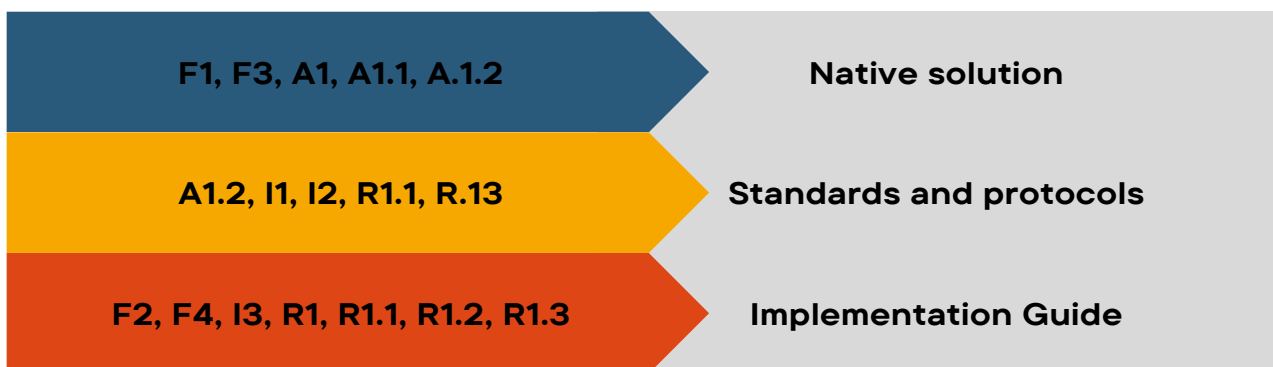 F1, F3, A1, A1.1, A.1.2
Native solution
A1.2, I1, I2, R1.1, R.13
Standards and protocols
F2, F4, I3, R1, R1.1, R1.2, R1.3
Implementation Guide